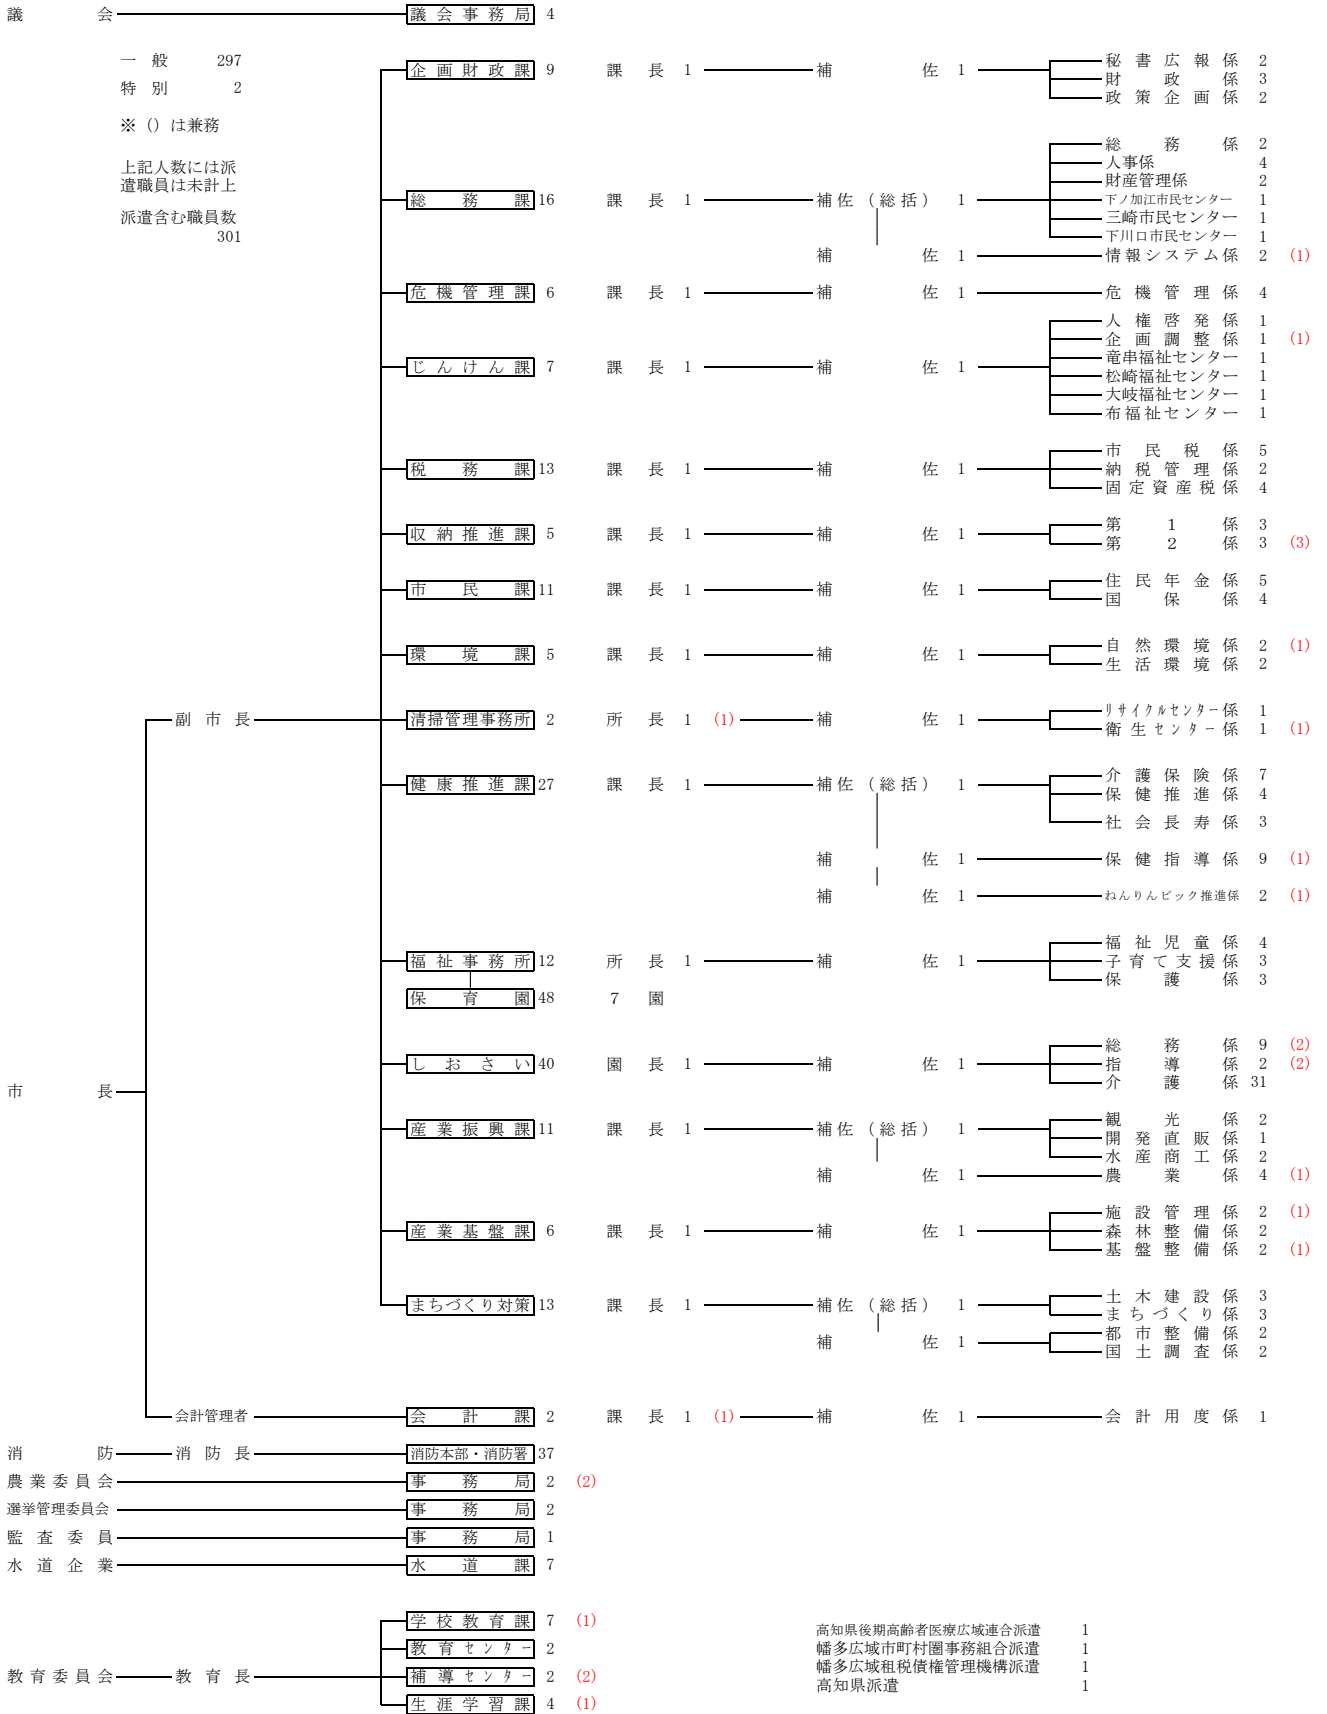 議会 議会事務局 4
一般 297
企画財政課 9 課長 1 補佐 1 秘書広報係 2
財政係 3
特別 2
政策企画係 2
※()は兼務
総務係 2
上記人数には派
人事係 4
遣職員は未計上
財産管理係 2
総務課 16 課長 1 補佐(総括) 1 下ノ加江市民センター 1
派遣含む職員数
三崎市民センター 1
301
下川口市民センター 1
補佐 1 情報システム係 2 (1)
危機管理課 6 課長 1 補佐 1 危機管理係 4
人権啓発係 1
企画調整係 1 (1)
竜串福祉センター 1
じんけん課 7 課長 1 補佐 1
松崎福祉センター 1
大岐福祉センター 1
布福祉センター 1
市民税係 5
税務課 13 課長 1 補佐 1 納税管理係 2
固定資産税係 4
第1係 3
収納推進課 5 課長 1 補佐 1
第2係 3 (3)
住民年金係 5
市民課 11 課長 1 補佐 1
国保係 4
自然環境係 2 (1)
環境課 5 課長 1 補佐 1
生活環境係 2
リサイクルセンター係 1
副市長 清掃管理事務所 2 所長 1 (1) 補佐 1
衛生センター係 1 (1)
介護保険係 7
健康推進課 27 課長 1 補佐(総括) 1
保健推進係 4
社会長寿係 3
補佐 1 保健指導係 9 (1)
補佐 1 ねんりんピック推進係 2 (1)
福祉児童係 4
福祉事務所 12 所長 1 補佐 1 子育て支援係 3
保護係 3
保育園 48 7園
総務係 9 (2)
しおさい 40 園長 1 補佐 1 指導係 2 (2)
介護係 31
市長
観光係 2
産業振興課 11 課長 1 補佐(総括) 1
開発直販係 1
水産商工係 2
補佐 1 農業係 4 (1)
施設管理係 2 (1)
産業基盤課 6 課長 1 補佐 1 森林整備係 2
基盤整備係 2 (1)
土木建設係 3
まちづくり対策 13 課長 1 補佐(総括) 1
まちづくり係 3
都市整備係 2
補佐 1
国土調査係 2
会計管理者 会計課 2 課長 1 (1) 補佐 1 会計用度係 1
消防 消防長 消防本部・消防署 37
農業委員会 事務局 2 (2)
選挙管理委員会 事務局 2
監査委員 事務局 1
水道企業 水道課 7
学校教育課 7 (1)
高知県後期高齢者医療広域連合派遣 1
教育センター 2
幡多広域市町村圏事務組合派遣 1
幡多広域租税債権管理機構派遣 1
教育委員会 教育長 補導センター 2 (2)
高知県派遣 1
生涯学習課 4 (1)